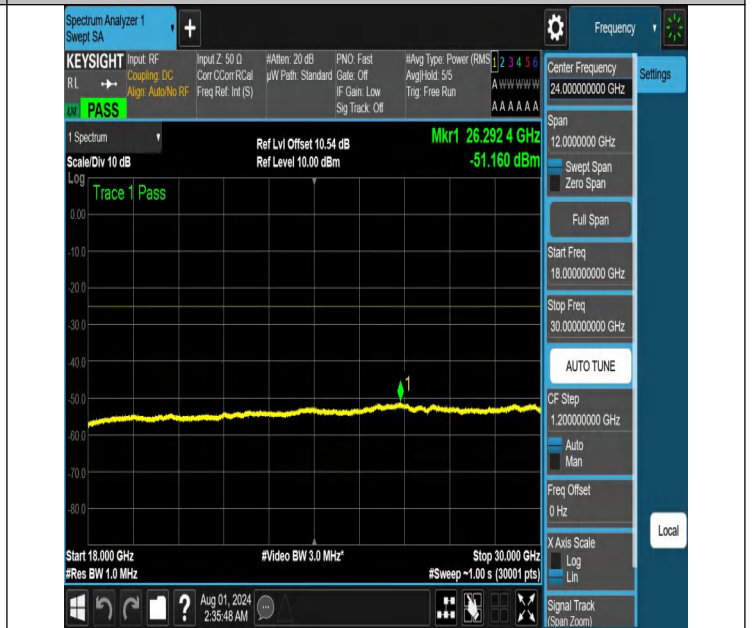 Spectrum Analyzer 1
Swept SA
+
Frequency
KEYSIGHT
RL
PASS
Input: RF
Coupling: DC
Align: Auto/No RF
Input Z: 50 Ω
Corr CCorr RCal
Freq Ref: Int (S)
#Atten: 20 dB
µW Path: Standard
PNO: Fast
Gate: Off
IF Gain: Low
Sig Track: Off
#Avg Type: Power (RMS
Avg|Hold: 5/5
Trig: Free Run
1 2 3 4 5 6
A W W W W W
A A A A A A
1 Spectrum
Scale/Div 10 dB
Ref Lvl Offset 10.54 dB
Ref Level 10.00 dBm
Mkr1 26.292 4 GHz
-51.160 dBm
Log
Trace 1 Pass
0.00
-10.0
-20.0
-30.0
-40.0
-50.0
-60.0
-70.0
-80.0
1
Start 18.000 GHz
#Res BW 1.0 MHz
#Video BW 3.0 MHz*
Stop 30.000 GHz
#Sweep ~1.00 s (30001 pts)
Center Frequency
24.000000000 GHz
Settings
Span
12.0000000 GHz
Swept Span
Zero Span
Full Span
Start Freq
18.000000000 GHz
Stop Freq
30.000000000 GHz
AUTO TUNE
CF Step
1.200000000 GHz
Auto
Man
Freq Offset
0 Hz
X Axis Scale
Log
Lin
Local
Signal Track
(Span Zoom)
?
Aug 01, 2024
2:35:48 AM